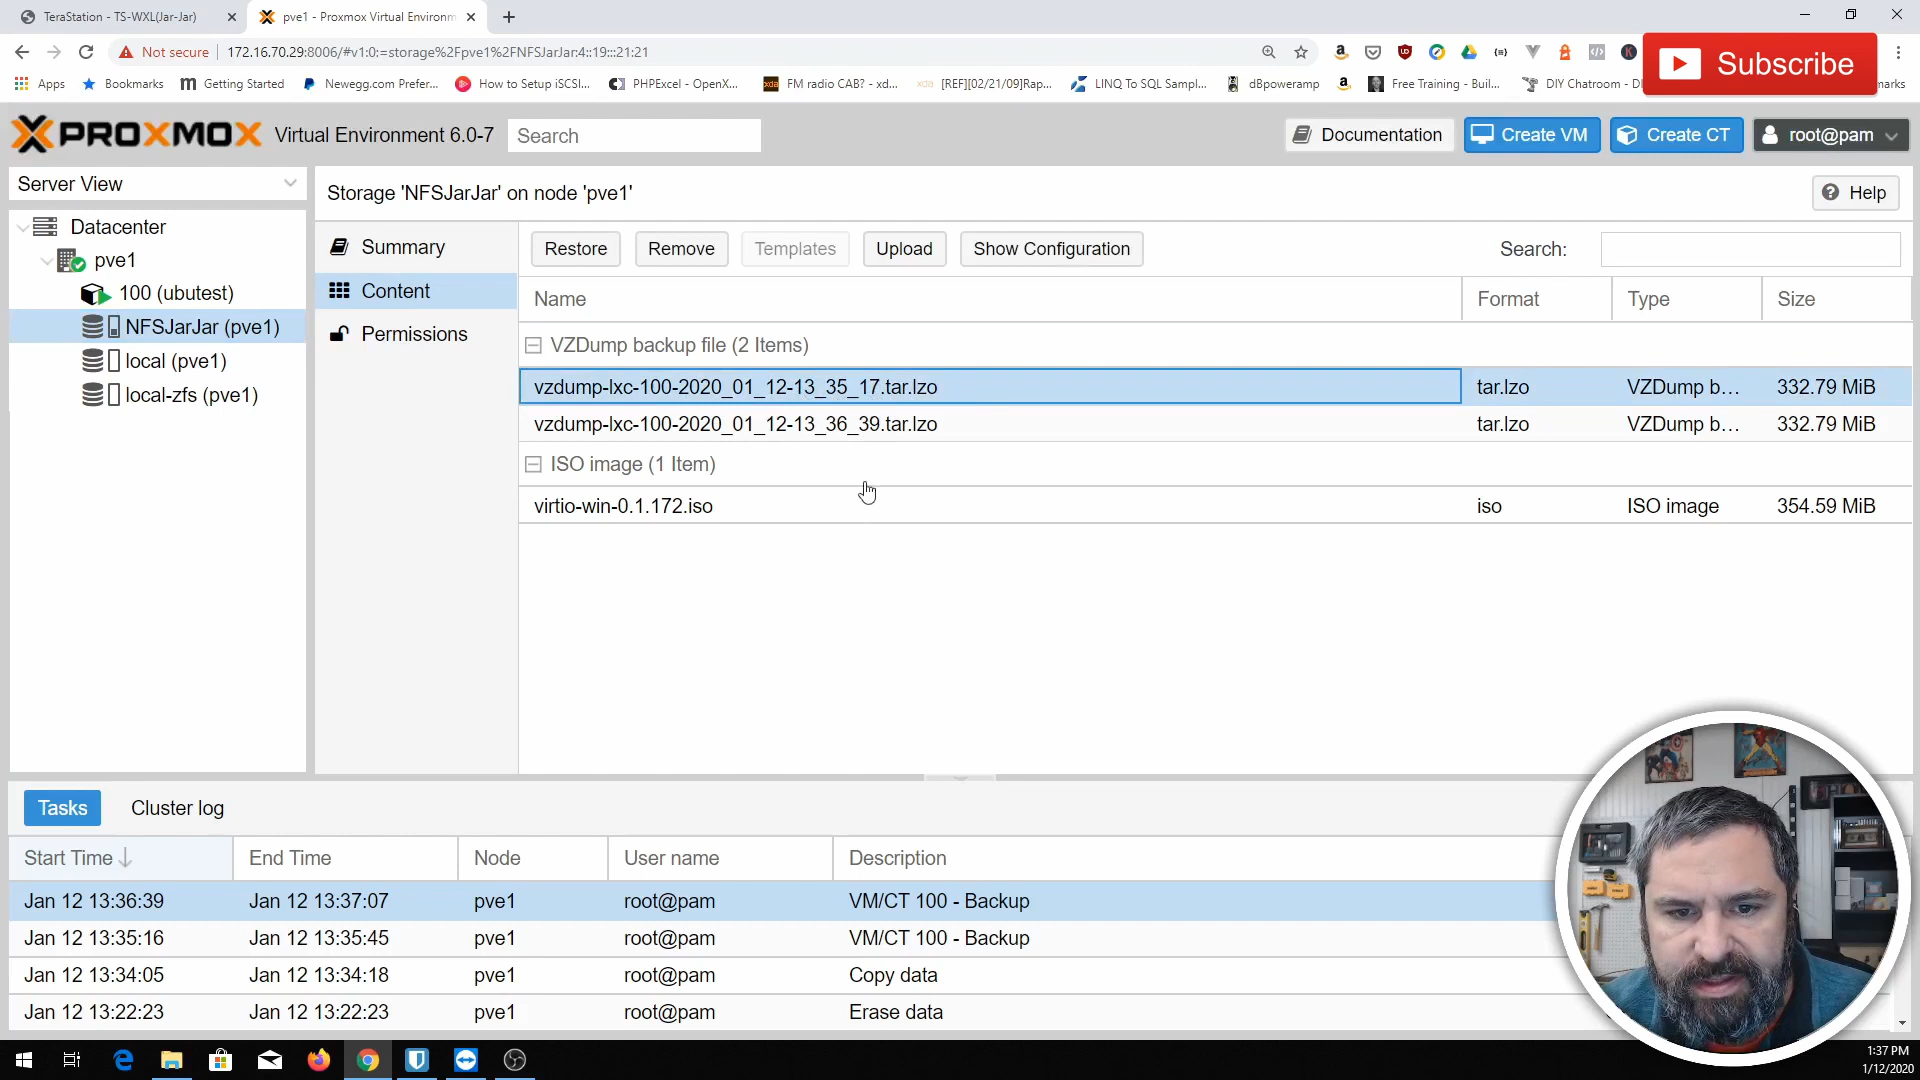 TeraStation - TS-WXL(Jar-Jar)
pve1 - Proxmox Virtual Environm
Not secure
172.16.70.29:8006/#v1:0:=storage%2Fpve1%2FNFSJarJar:4::19:::21:21
Subscribe
Apps
Bookmarks
Getting Started
Newegg.com Prefer...
How to Setup iSCSI...
PHPExcel - OpenX...
FM radio CAB? - xd...
[REF][02/21/09]Rap...
LINQ To SQL Sampl...
dBpoweramp
Free Training - Buil...
DIY Chatroom - DI
PROXMOX
Virtual Environment 6.0-7
Search
Documentation
Create VM
Create CT
root@pam
Server View
Storage 'NFSJarJar' on node 'pve1'
Help
Datacenter
pve1
100 (ubutest)
NFSJarJar (pve1)
local (pve1)
local-zfs (pve1)
Summary
Content
Permissions
Restore
Remove
Templates
Upload
Show Configuration
Search:
Name Format Type Size
VZDump backup file (2 Items)
vzdump-lxc-100-2020_01_12-13_35_17.tar.lzo tar.lzo VZDump b... 332.79 MiB
vzdump-lxc-100-2020_01_12-13_36_39.tar.lzo tar.lzo VZDump b... 332.79 MiB
ISO image (1 Item)
virtio-win-0.1.172.iso iso ISO image 354.59 MiB
Tasks
Cluster log
Start Time End Time Node User name Description
Jan 12 13:36:39 Jan 12 13:37:07 pve1 root@pam VM/CT 100 - Backup
Jan 12 13:35:16 Jan 12 13:35:45 pve1 root@pam VM/CT 100 - Backup
Jan 12 13:34:05 Jan 12 13:34:18 pve1 root@pam Copy data
Jan 12 13:22:23 Jan 12 13:22:23 pve1 root@pam Erase data
1:37 PM
1/12/2020